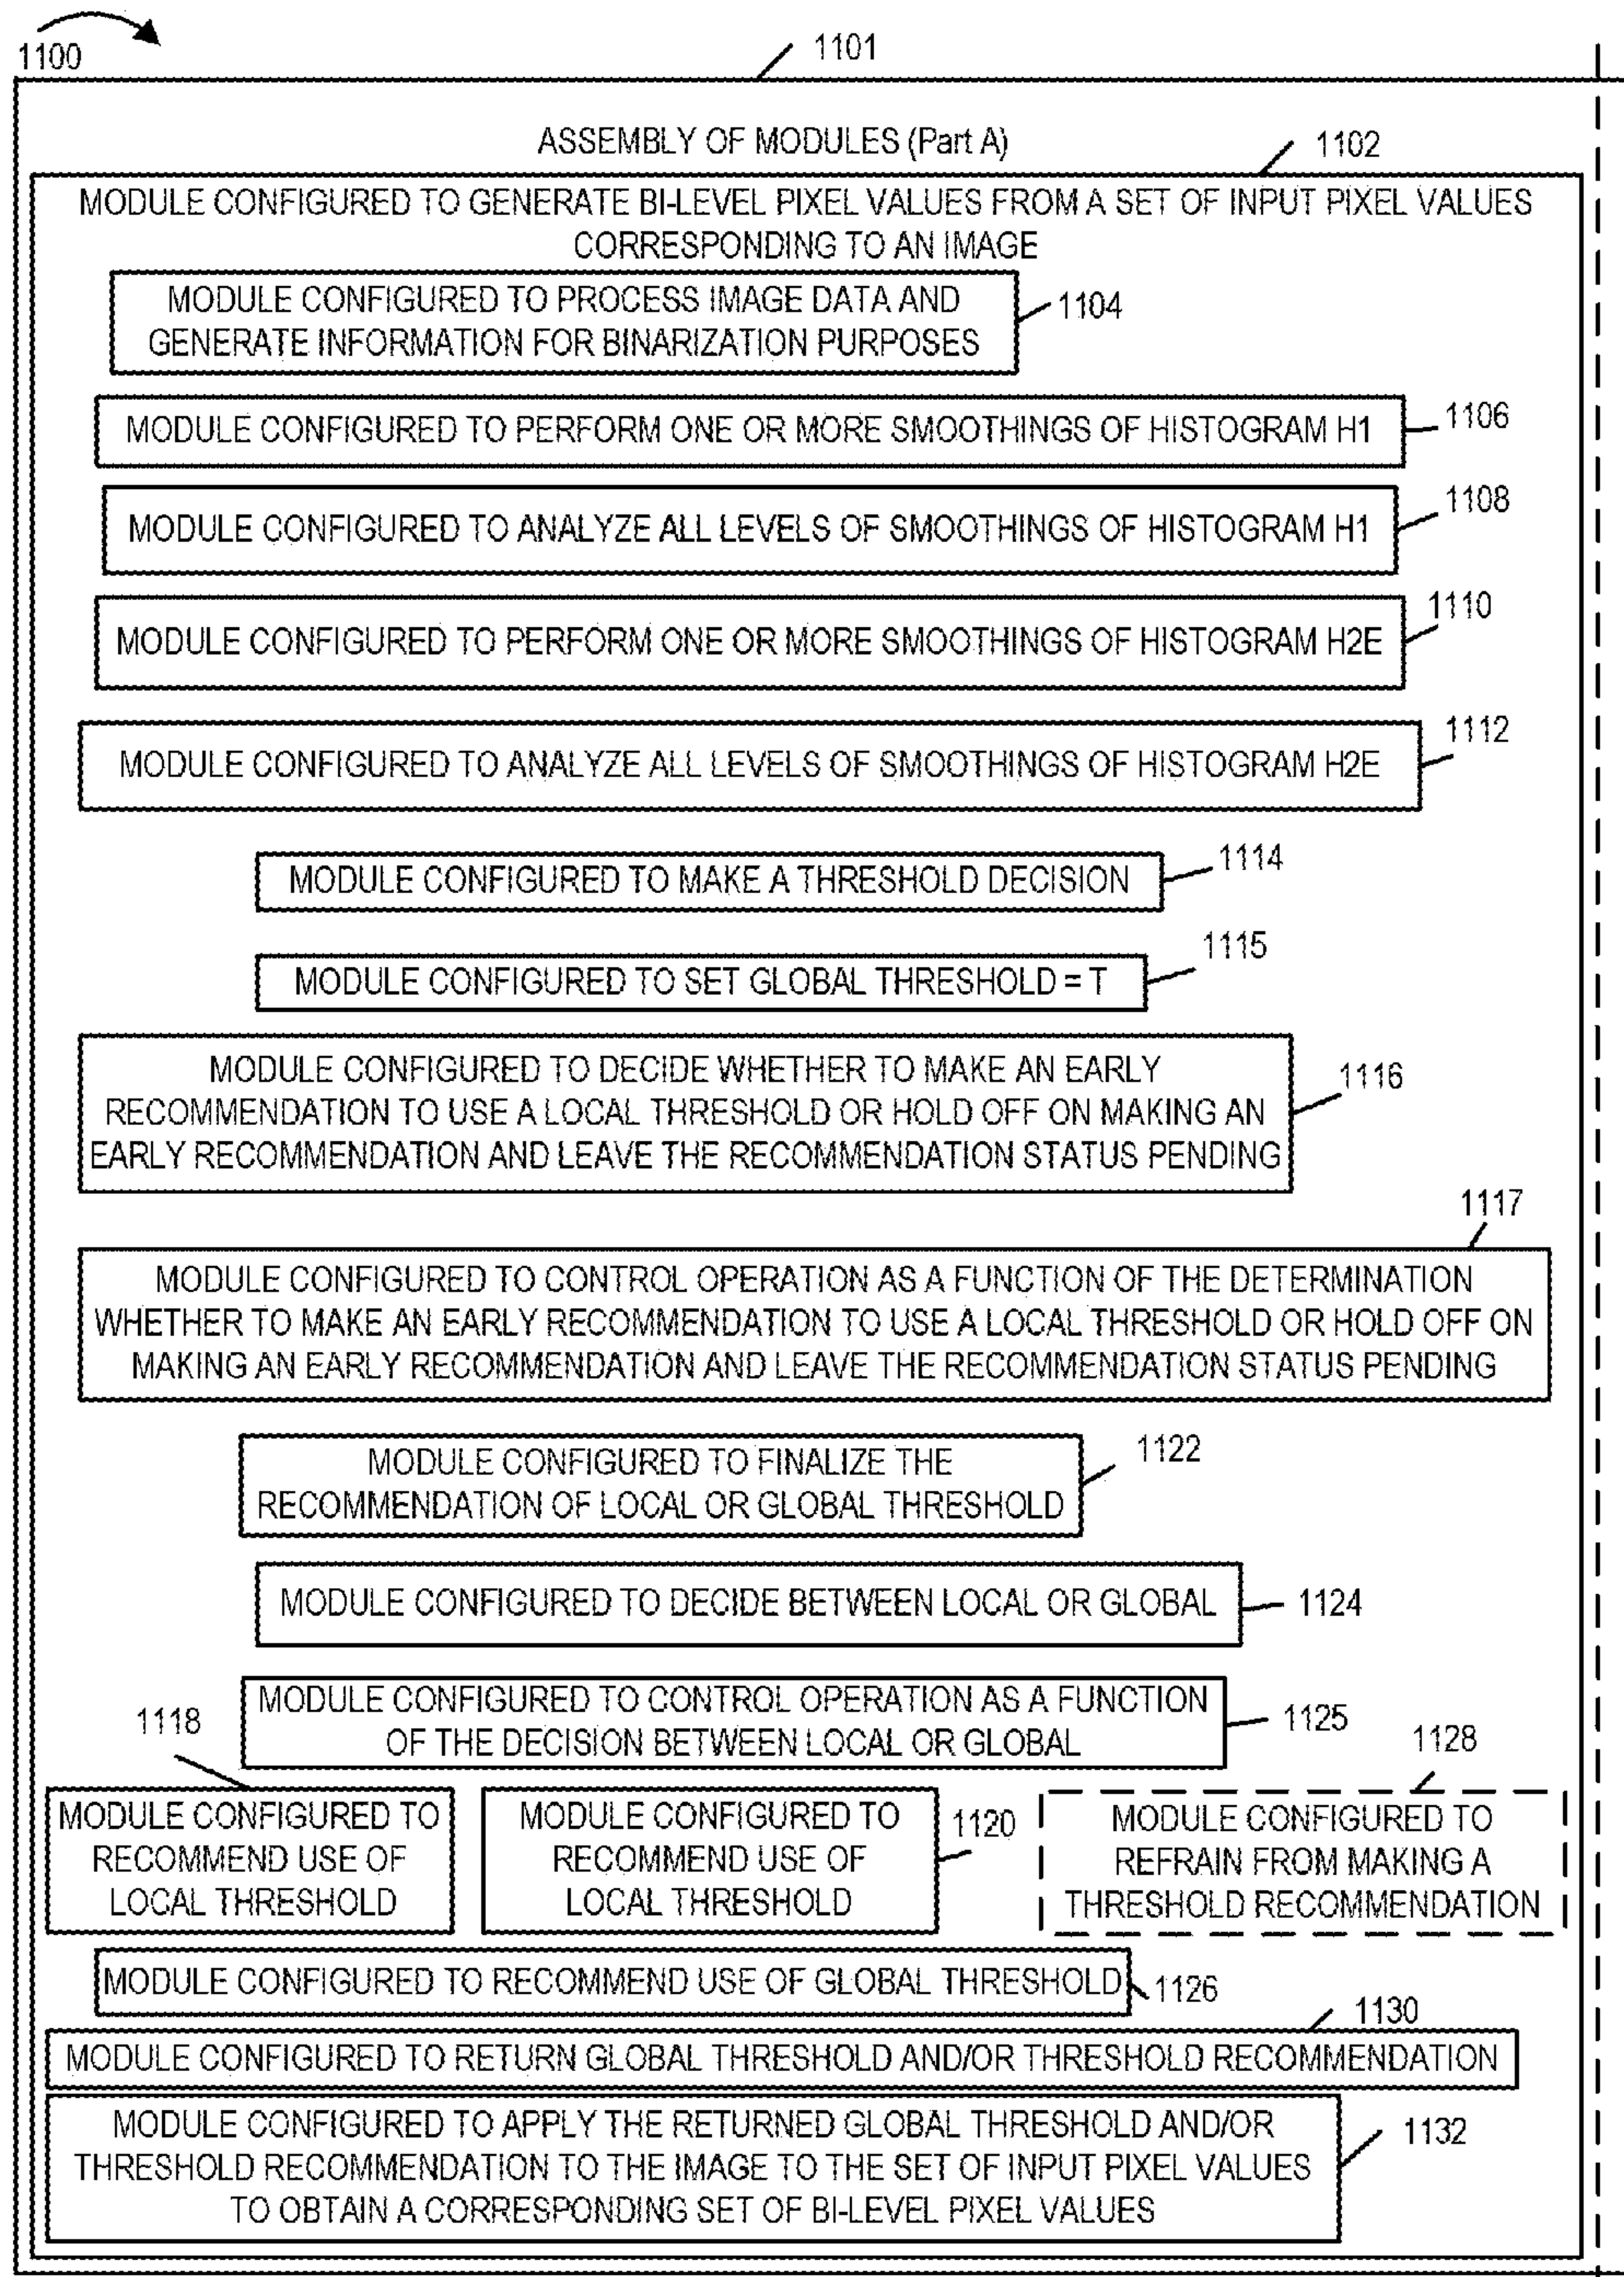 1100
1101
ASSEMBLY OF MODULES (Part A)
1102
MODULE CONFIGURED TO GENERATE BI-LEVEL PIXEL VALUES FROM A SET OF INPUT PIXEL VALUES
CORRESPONDING TO AN IMAGE
MODULE CONFIGURED TO PROCESS IMAGE DATA AND
GENERATE INFORMATION FOR BINARIZATION PURPOSES
1104
MODULE CONFIGURED TO PERFORM ONE OR MORE SMOOTHINGS OF HISTOGRAM H1
1106
MODULE CONFIGURED TO ANALYZE ALL LEVELS OF SMOOTHINGS OF HISTOGRAM H1
1108
MODULE CONFIGURED TO PERFORM ONE OR MORE SMOOTHINGS OF HISTOGRAM H2E
1110
MODULE CONFIGURED TO ANALYZE ALL LEVELS OF SMOOTHINGS OF HISTOGRAM H2E
1112
MODULE CONFIGURED TO MAKE A THRESHOLD DECISION
1114
MODULE CONFIGURED TO SET GLOBAL THRESHOLD = T
1115
MODULE CONFIGURED TO DECIDE WHETHER TO MAKE AN EARLY
RECOMMENDATION TO USE A LOCAL THRESHOLD OR HOLD OFF ON MAKING AN
EARLY RECOMMENDATION AND LEAVE THE RECOMMENDATION STATUS PENDING
1116
1117
MODULE CONFIGURED TO CONTROL OPERATION AS A FUNCTION OF THE DETERMINATION
WHETHER TO MAKE AN EARLY RECOMMENDATION TO USE A LOCAL THRESHOLD OR HOLD OFF ON
MAKING AN EARLY RECOMMENDATION AND LEAVE THE RECOMMENDATION STATUS PENDING
MODULE CONFIGURED TO FINALIZE THE
RECOMMENDATION OF LOCAL OR GLOBAL THRESHOLD
1122
MODULE CONFIGURED TO DECIDE BETWEEN LOCAL OR GLOBAL
1124
MODULE CONFIGURED TO CONTROL OPERATION AS A FUNCTION
OF THE DECISION BETWEEN LOCAL OR GLOBAL
1125
1118
MODULE CONFIGURED TO
RECOMMEND USE OF
LOCAL THRESHOLD
MODULE CONFIGURED TO
RECOMMEND USE OF
LOCAL THRESHOLD
1120
1128
MODULE CONFIGURED TO
REFRAIN FROM MAKING A
THRESHOLD RECOMMENDATION
MODULE CONFIGURED TO RECOMMEND USE OF GLOBAL THRESHOLD
1126
1130
MODULE CONFIGURED TO RETURN GLOBAL THRESHOLD AND/OR THRESHOLD RECOMMENDATION
MODULE CONFIGURED TO APPLY THE RETURNED GLOBAL THRESHOLD AND/OR
THRESHOLD RECOMMENDATION TO THE IMAGE TO THE SET OF INPUT PIXEL VALUES
TO OBTAIN A CORRESPONDING SET OF BI-LEVEL PIXEL VALUES
1132